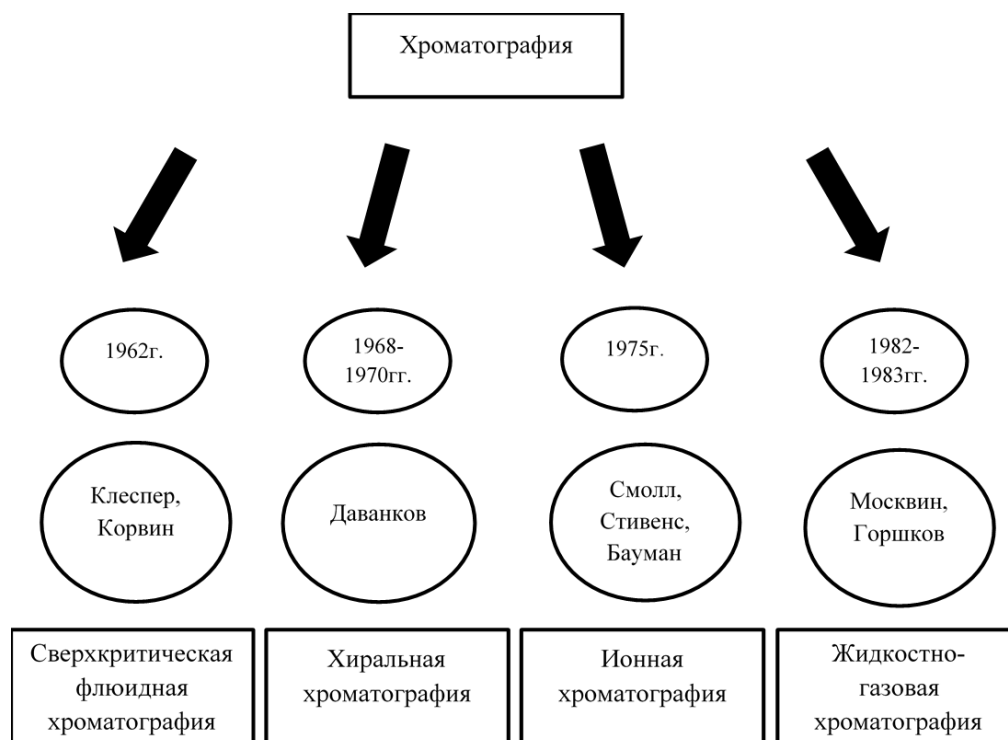 Хроматография
1962г.
1968-
1970гг.
1975г.
1982-
1983гг.
Клеспер,
Корвин
Даванков
Смолл,
Стивенс,
Бауман
Москвин,
Горшков
Сверхкритическая
флюидная
хроматография
Хиральная
хроматография
Ионная
хроматография
Жидкостно-
газовая
хроматография